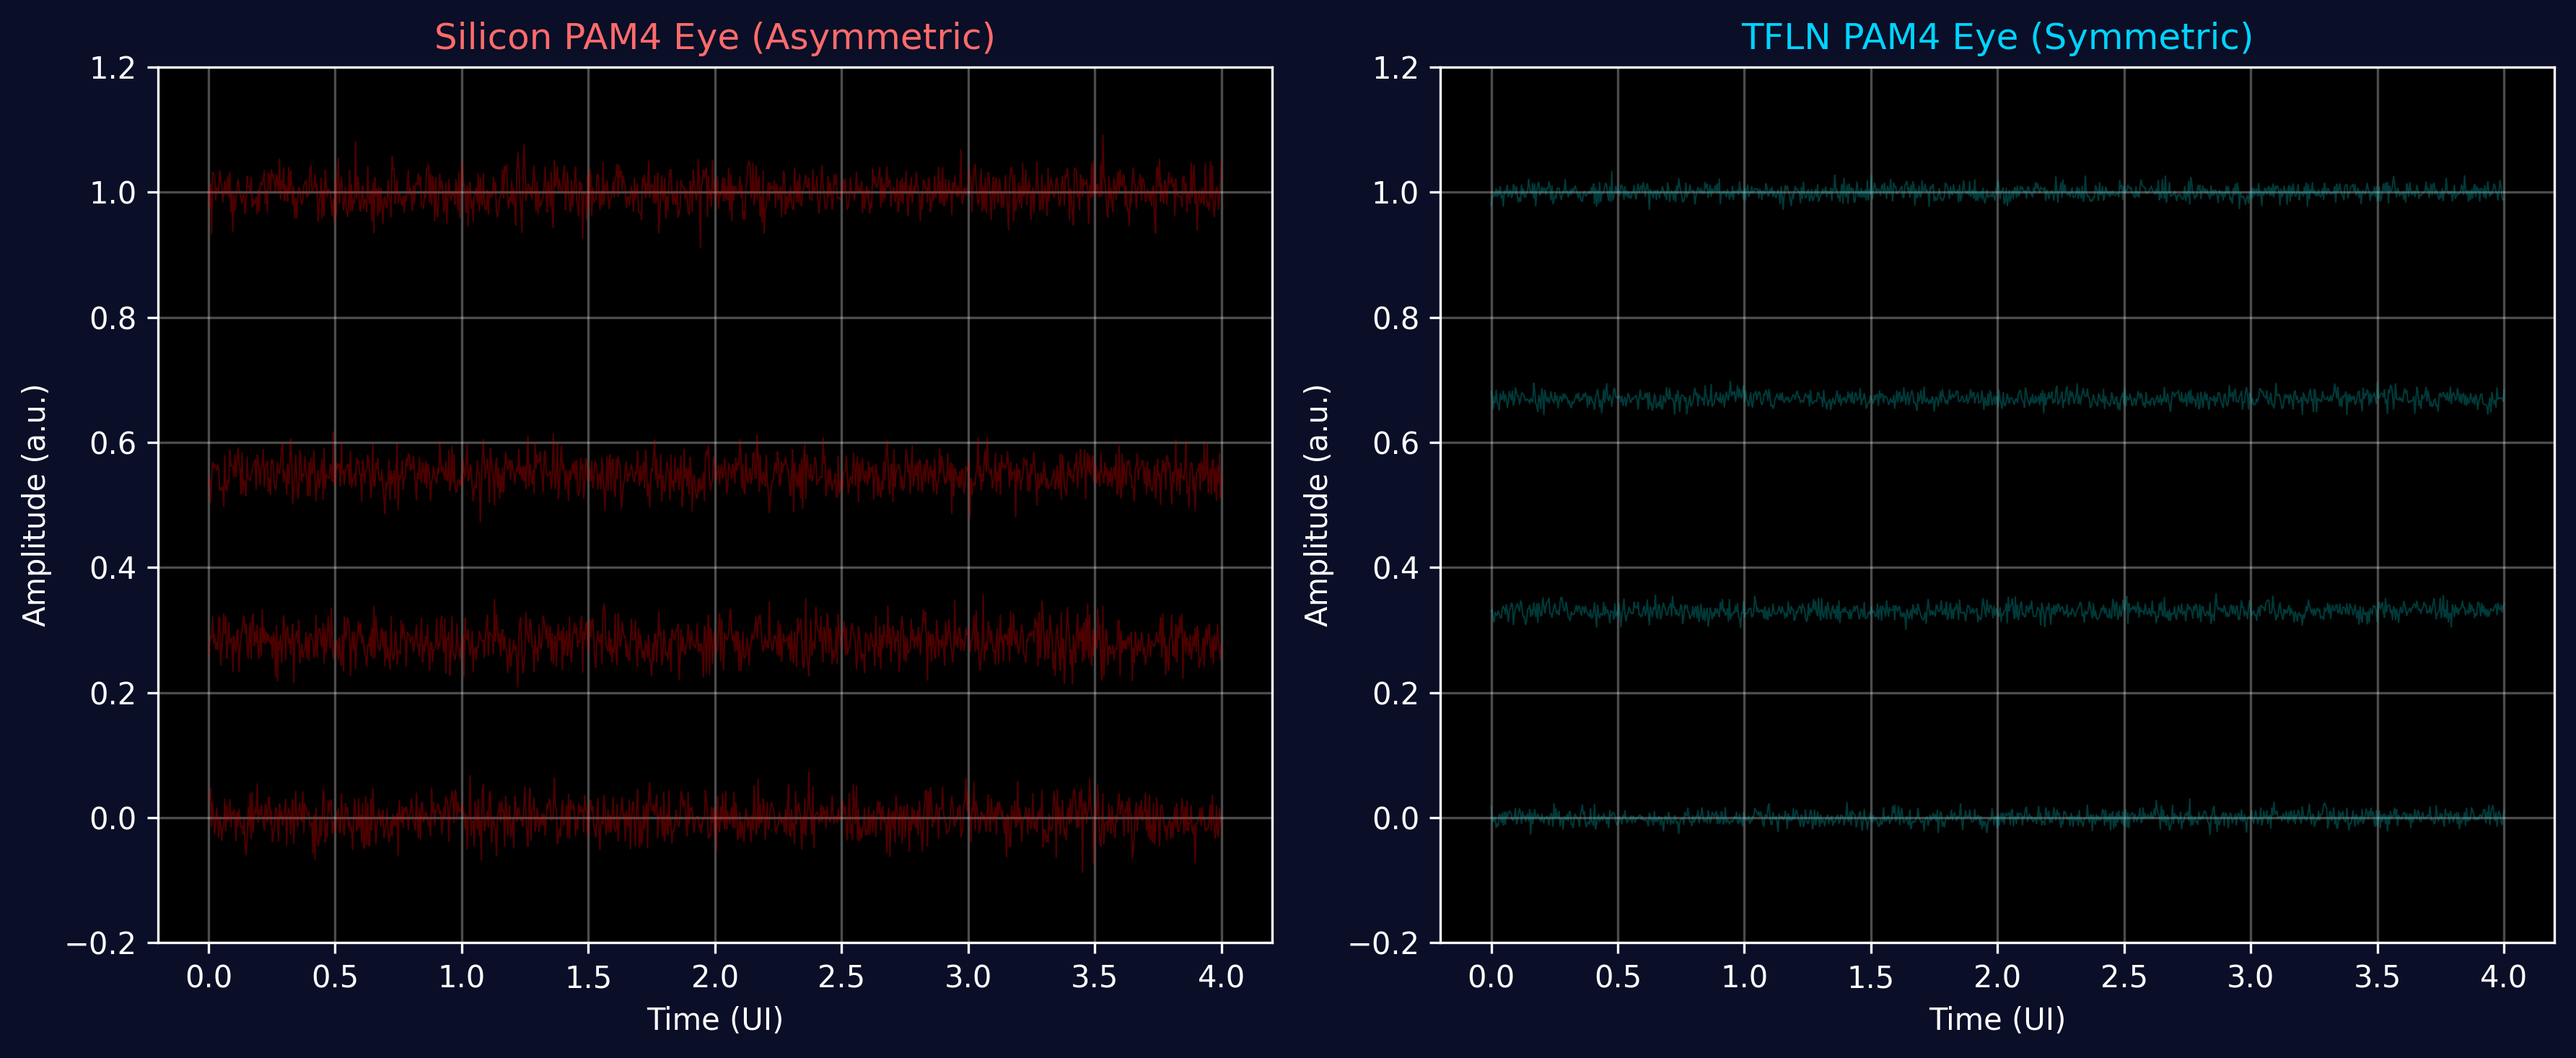 Silicon PAM4 Eye (Asymmetric)
1.2
1.0
0.8
0.6
0.4
0.2
0.0
−0.2
Amplitude (a.u.)
0.0 0.5 1.0 1.5 2.0 2.5 3.0 3.5 4.0
Time (UI)
TFLN PAM4 Eye (Symmetric)
1.2
1.0
0.8
0.6
0.4
0.2
0.0
−0.2
Amplitude (a.u.)
0.0 0.5 1.0 1.5 2.0 2.5 3.0 3.5 4.0
Time (UI)